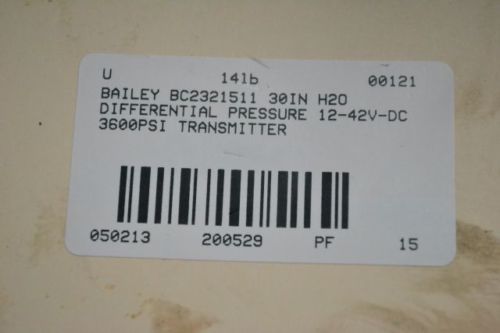 U 14lb 00121
BAILEY BC2321511 30IN H2O
DIFFERENTIAL PRESSURE 12-42V-DC
3600PSI TRANSMITTER
050213 200529 PF 15